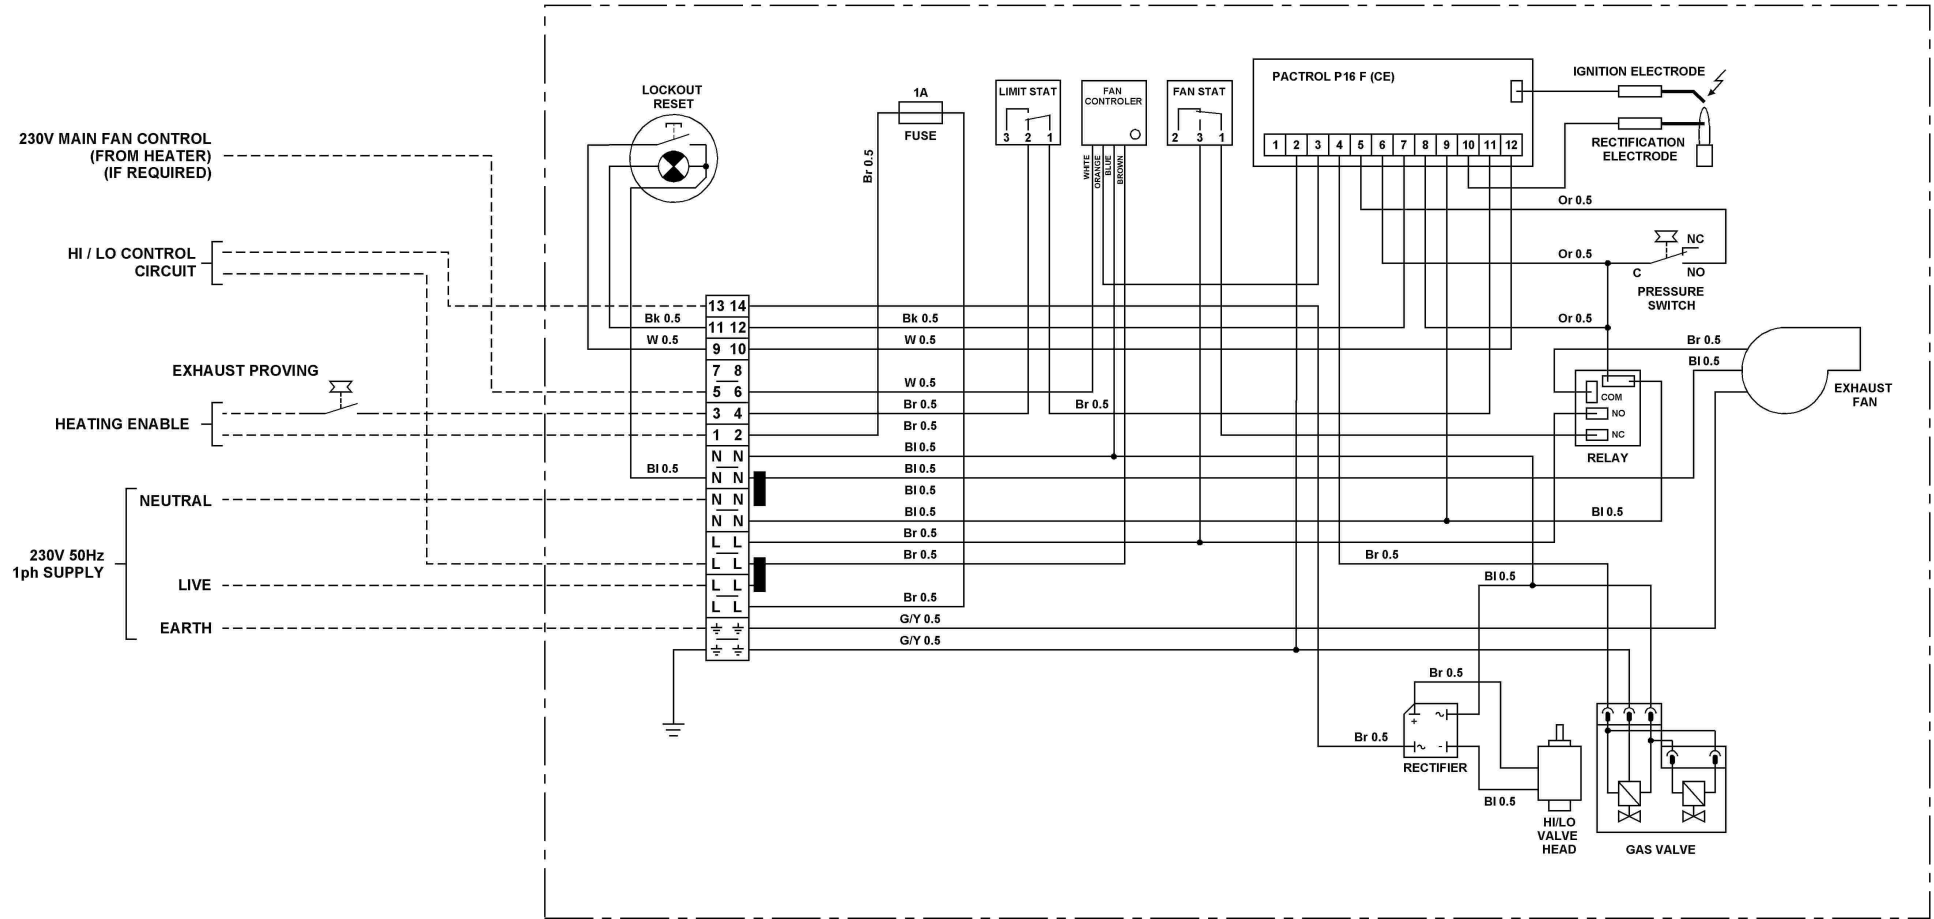 230V MAIN FAN CONTROL
(FROM HEATER)
(IF REQUIRED)
HI / LO CONTROL
CIRCUIT
EXHAUST PROVING
HEATING ENABLE
NEUTRAL
230V 50Hz
1ph SUPPLY
LIVE
EARTH
LOCKOUT
RESET
1A
FUSE
Br 0.5
LIMIT STAT
3 2 1
FAN
CONTROLER
WHITE
ORANGE
BLUE
BROWN
FAN STAT
2 3 1
PACTROL P16 F (CE)
1 2 3 4 5 6 7 8 9 10 11 12
IGNITION ELECTRODE
RECTIFICATION
ELECTRODE
Or 0.5
Or 0.5
NC
C
NO
PRESSURE
SWITCH
Or 0.5
13 14
Bk 0.5
11 12
Bk 0.5
W 0.5
9 10
W 0.5
7 8
5 6
W 0.5
3 4
Br 0.5
Br 0.5
1 2
Br 0.5
N N
Bl 0.5
Bl 0.5
N N
Bl 0.5
N N
Bl 0.5
N N
Bl 0.5
Bl 0.5
L L
Br 0.5
L L
Br 0.5
Br 0.5
L L
Bl 0.5
L L
Br 0.5
G/Y 0.5
G/Y 0.5
Br 0.5
Bl 0.5
EXHAUST
FAN
COM
NO
NC
RELAY
Br 0.5
+ ~
Br 0.5
~ -
RECTIFIER
Bl 0.5
HI/LO
VALVE
HEAD
GAS VALVE